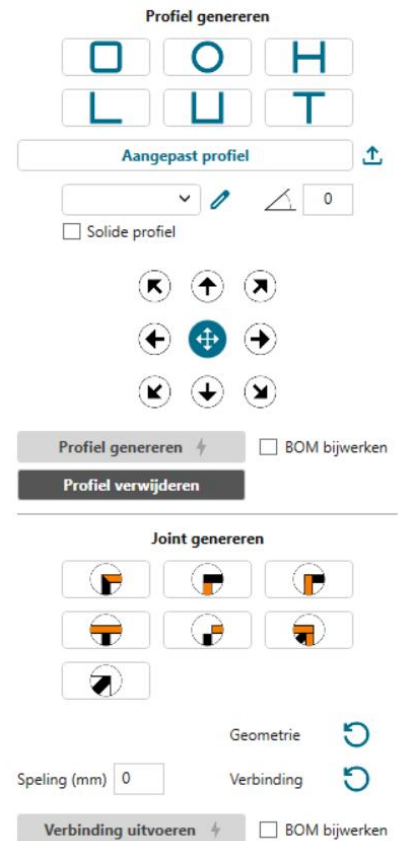 Profiel genereren
Aangepast profiel
0
Solide profiel
Profiel genereren
BOM bijwerken
Profiel verwijderen
Joint genereren
Geometrie
Speling (mm) 0 Verbinding
Verbinding uitvoeren
BOM bijwerken